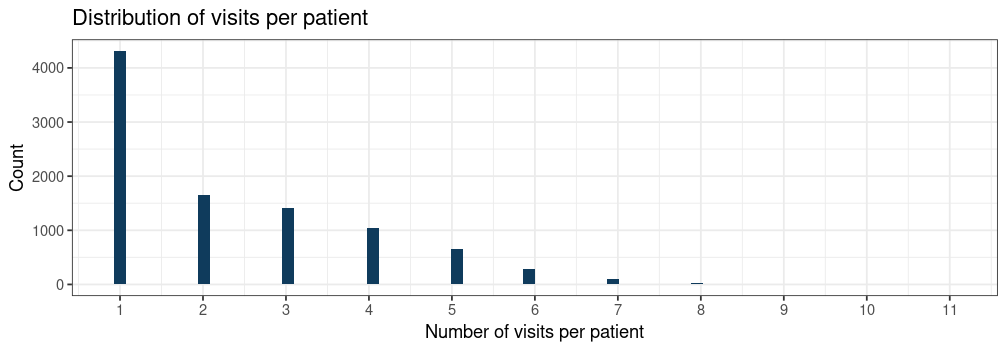 Distribution of visits per patient
Count
4000
3000
2000
1000
0
1 2 3 4 5 6 7 8 9 10 11
Number of visits per patient